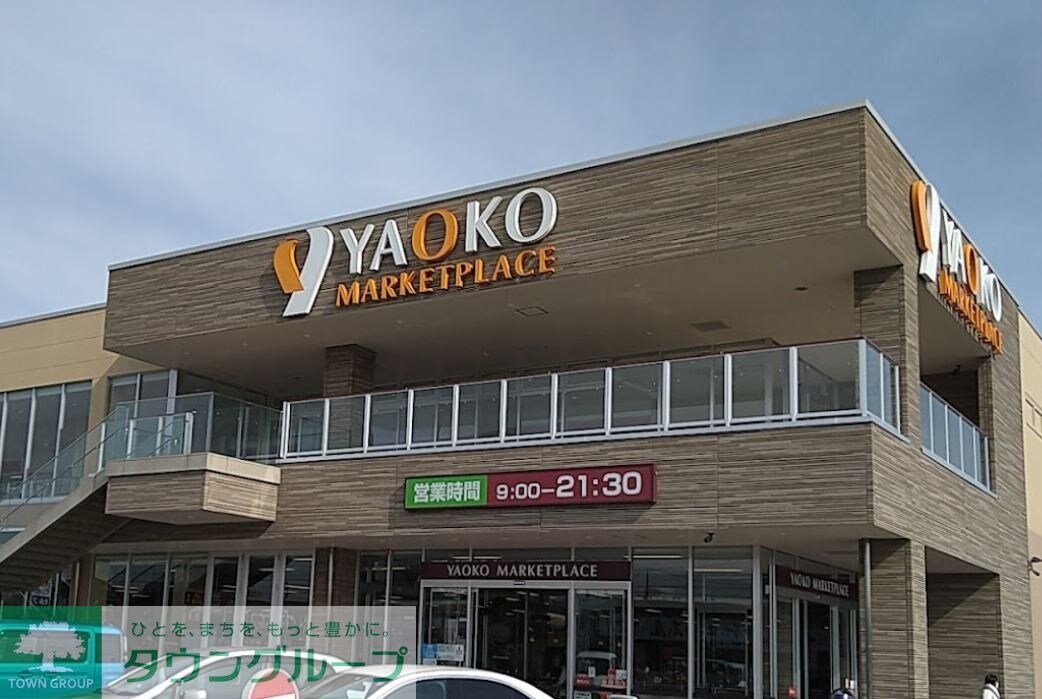 YAOKO
MARKETPLACE
YAOKO
MARKETPLACE
営業時間 9:00-21:30
YAOKO MARKETPLACE
YAOKO MARKETPLACE
ひとを、まちを、もっと豊かに。
タウングループ
TOWN GROUP